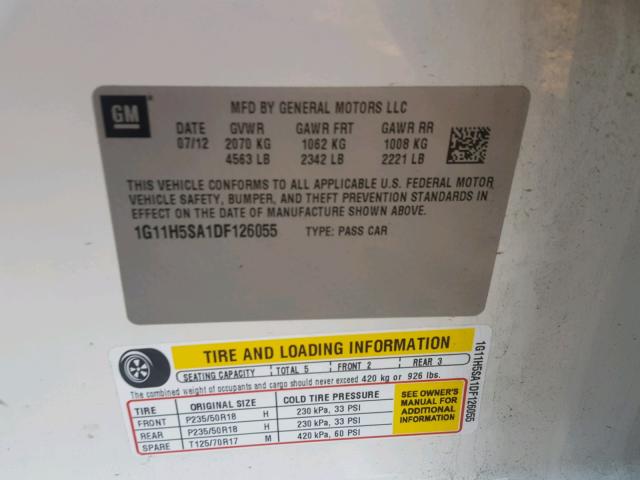 GM
MFD BY GENERAL MOTORS LLC
DATE GVWR GAWR FRT GAWR RR
07/12 2070 KG 1062 KG 1008 KG
4563 LB 2342 LB 2221 LB
THIS VEHICLE CONFORMS TO ALL APPLICABLE U.S. FEDERAL MOTOR
VEHICLE SAFETY, BUMPER, AND THEFT PREVENTION STANDARDS IN
EFFECT ON THE DATE OF MANUFACTURE SHOWN ABOVE.
1G11H5SA1DF126055 TYPE: PASS CAR
TIRE AND LOADING INFORMATION
SEATING CAPACITY TOTAL 5 FRONT 2 REAR 3
The combined weight of occupants and cargo should never exceed 420 kg or 926 lbs.
TIRE ORIGINAL SIZE COLD TIRE PRESSURE
FRONT P235/50R18 H 230 kPa, 33 PSI
REAR P235/50R18 H 230 kPa, 33 PSI
SPARE T125/70R17 M 420 kPa, 60 PSI
SEE OWNER'S
MANUAL FOR
ADDITIONAL
INFORMATION
1G11H5SA1DF126055